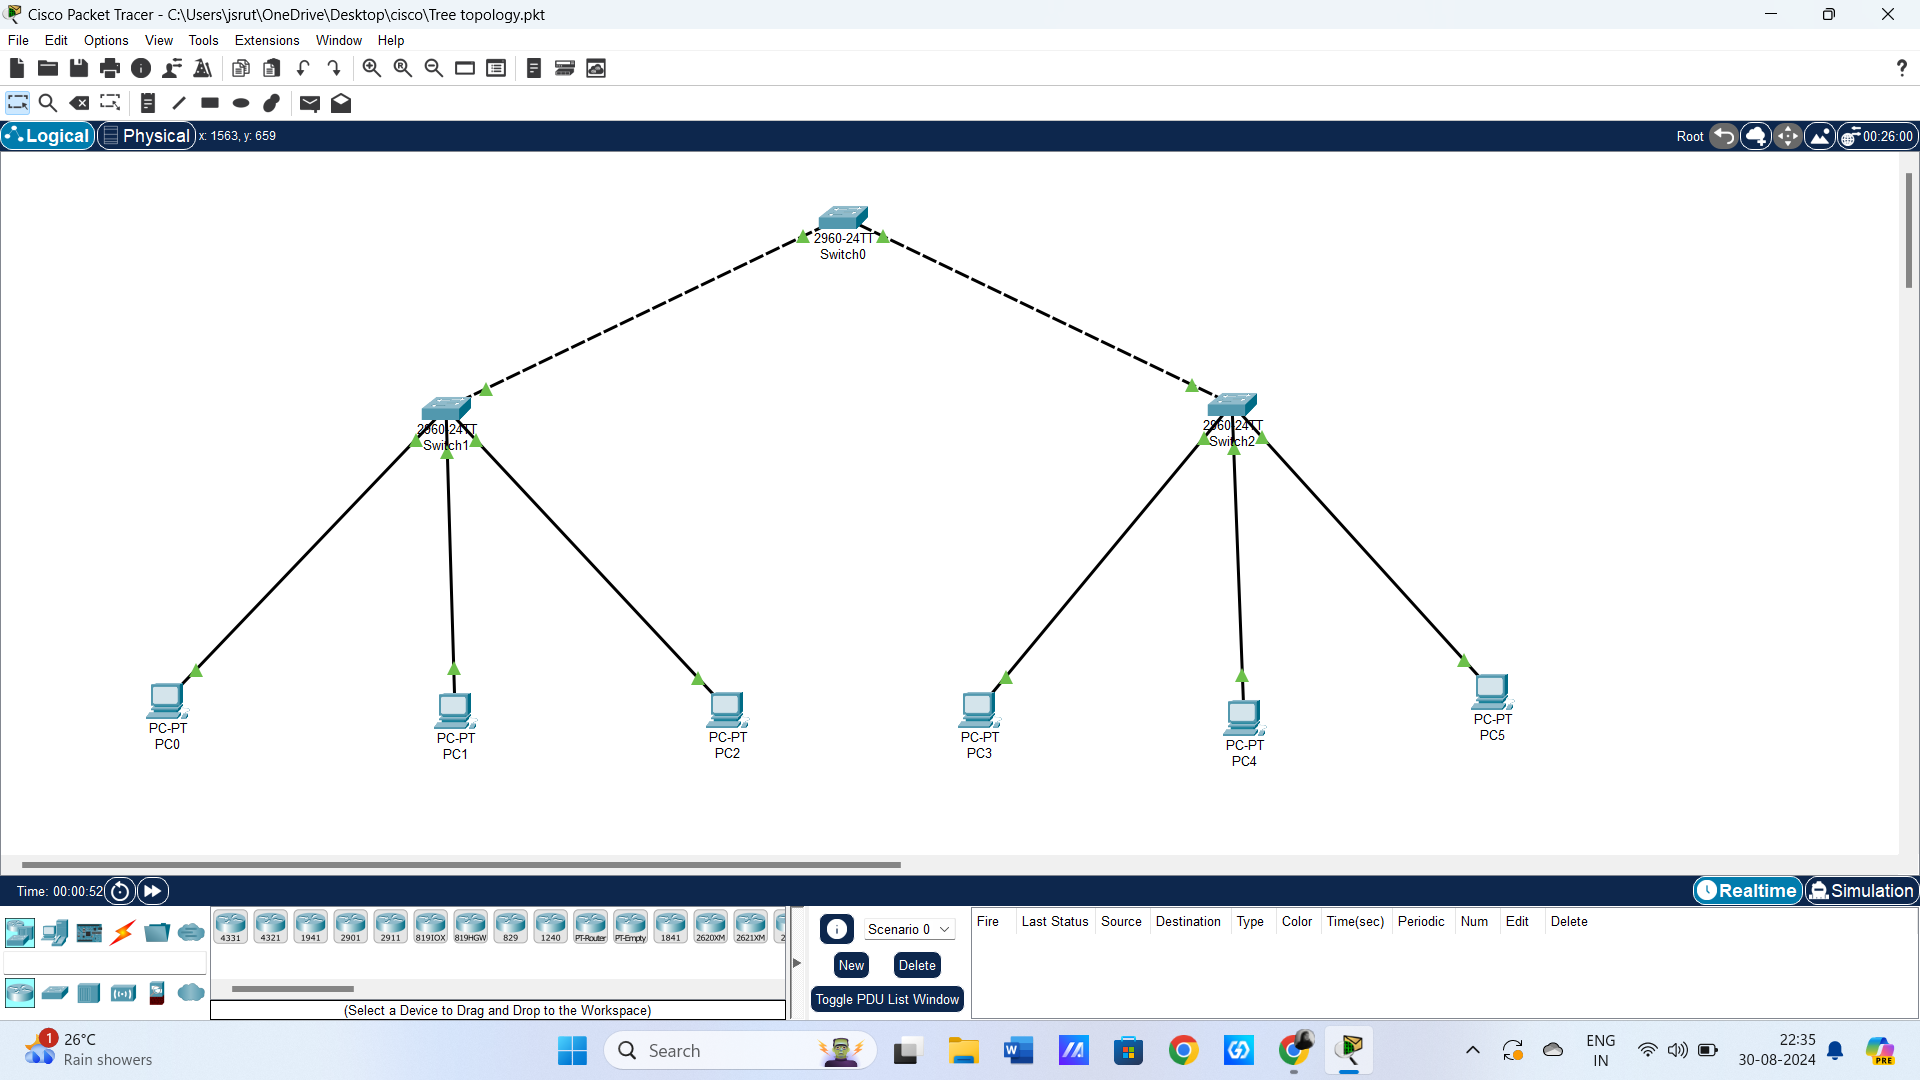 Cisco Packet Tracer - C:\Users\jsrut\OneDrive\Desktop\cisco\Tree topology.pkt
File Edit Options View Tools Extensions Window Help
?
Logical Physical x: 1563, y: 659 Root 00:26:00
2960-24TT
Switch0
2960-24TT
Switch1
2960-24TT
Switch2
PC-PT
PC0
PC-PT
PC1
PC-PT
PC2
PC-PT
PC3
PC-PT
PC4
PC-PT
PC5
Time: 00:00:52 Realtime Simulation
4331 4321 1941 2901 2911 819IOX 819HGW 829 1240 PT-Router PT-Empty 1841 2620XM 2621XM 2
(Select a Device to Drag and Drop to the Workspace)
Scenario 0
New Delete
Toggle PDU List Window
Fire Last Status Source Destination Type Color Time(sec) Periodic Num Edit Delete
1 26°C
Rain showers
Search
ENG
IN
22:35
30-08-2024
PRE